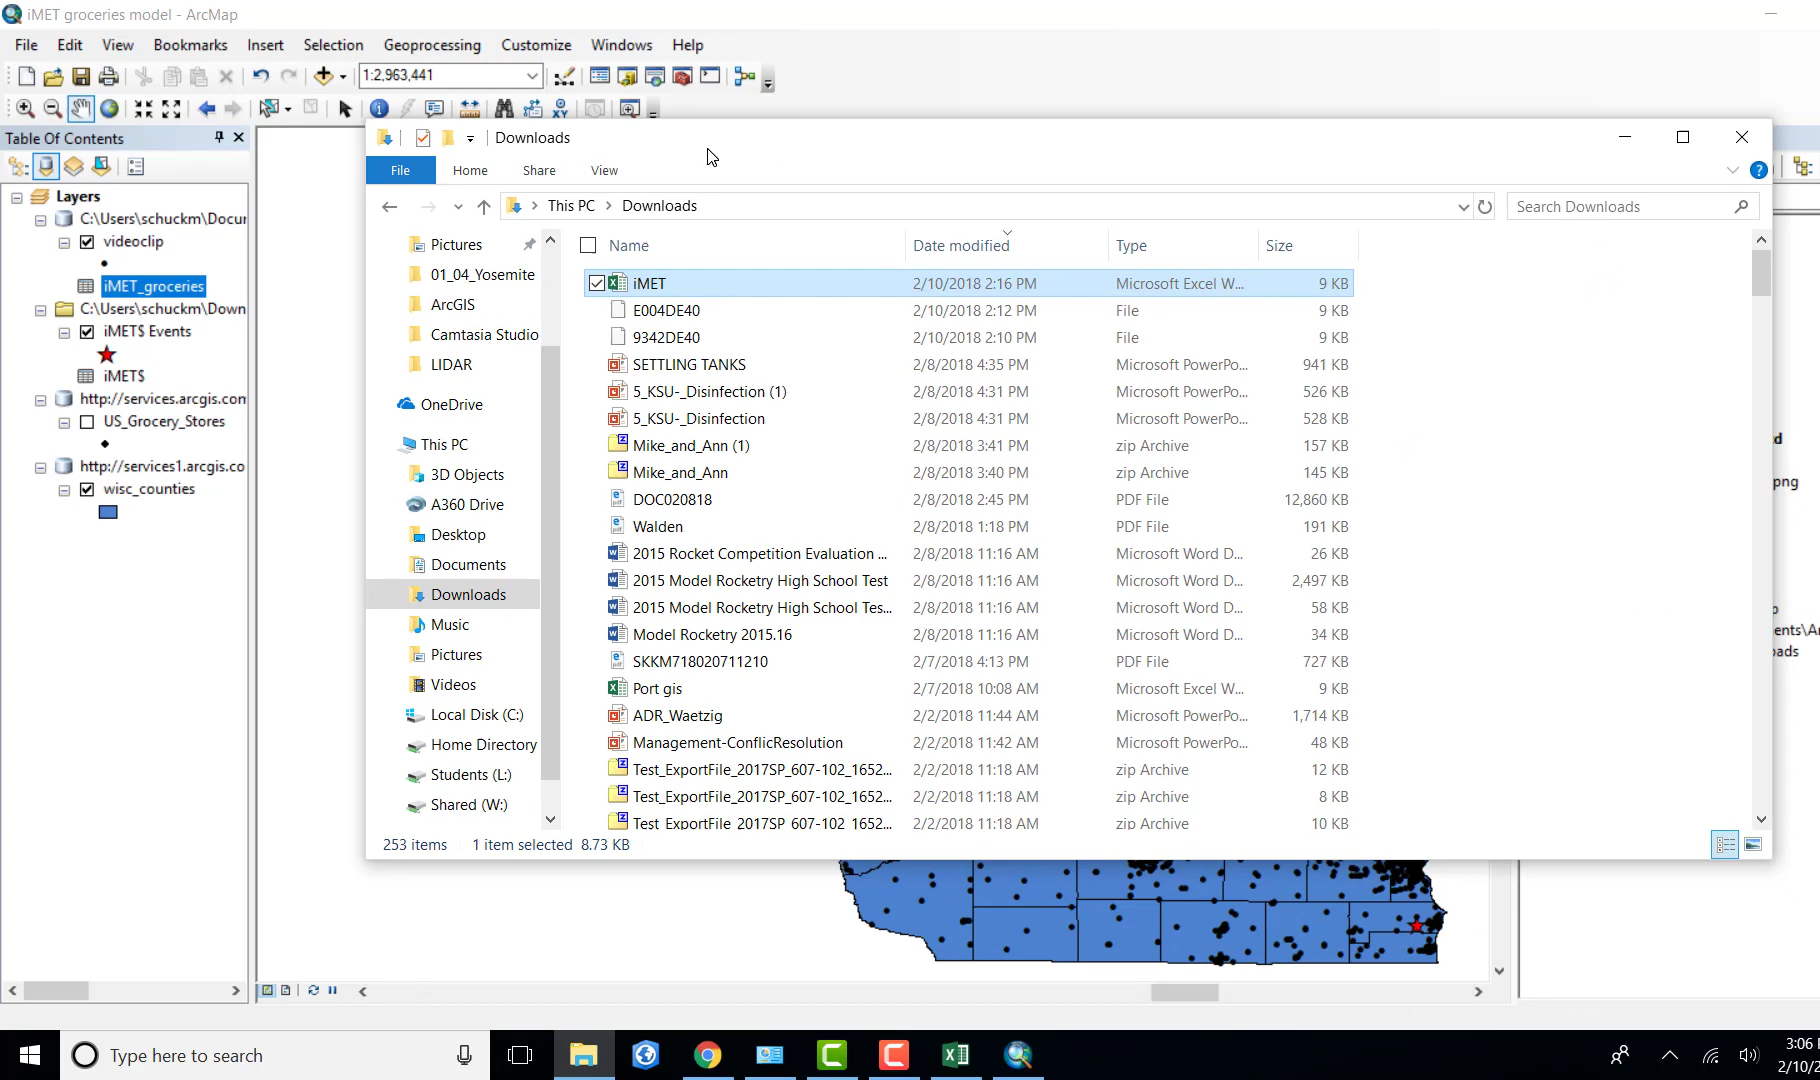 iMET groceries model - ArcMap
File Edit View Bookmarks Insert Selection Geoprocessing Customize Windows Help
1:2,963,441
Table Of Contents
Layers
C:\Users\schuckm\Docur
videoclip
iMET_groceries
C:\Users\schuckm\Down
iMET$ Events
iMET$
http://services.arcgis.com
US_Grocery_Stores
http://services1.arcgis.co
wisc_counties
Downloads
File Home Share View
This PC > Downloads
Search Downloads
Pictures
01_04_Yosemite
ArcGIS
Camtasia Studio
LIDAR
OneDrive
This PC
3D Objects
A360 Drive
Desktop
Documents
Downloads
Music
Pictures
Videos
Local Disk (C:)
Home Directory
Students (L:)
Shared (W:)
Name Date modified Type Size
iMET 2/10/2018 2:16 PM Microsoft Excel W... 9 KB
E004DE40 2/10/2018 2:12 PM File 9 KB
9342DE40 2/10/2018 2:10 PM File 9 KB
SETTLING TANKS 2/8/2018 4:35 PM Microsoft PowerPo... 941 KB
5_KSU-_Disinfection (1) 2/8/2018 4:31 PM Microsoft PowerPo... 526 KB
5_KSU-_Disinfection 2/8/2018 4:31 PM Microsoft PowerPo... 528 KB
Mike_and_Ann (1) 2/8/2018 3:41 PM zip Archive 157 KB
Mike_and_Ann 2/8/2018 3:40 PM zip Archive 145 KB
DOC020818 2/8/2018 2:45 PM PDF File 12,860 KB
Walden 2/8/2018 1:18 PM PDF File 191 KB
2015 Rocket Competition Evaluation ... 2/8/2018 11:16 AM Microsoft Word D... 26 KB
2015 Model Rocketry High School Test 2/8/2018 11:16 AM Microsoft Word D... 2,497 KB
2015 Model Rocketry High School Tes... 2/8/2018 11:16 AM Microsoft Word D... 58 KB
Model Rocketry 2015.16 2/8/2018 11:16 AM Microsoft Word D... 34 KB
SKKM718020711210 2/7/2018 4:13 PM PDF File 727 KB
Port gis 2/7/2018 10:08 AM Microsoft Excel W... 9 KB
ADR_Waetzig 2/2/2018 11:44 AM Microsoft PowerPo... 1,714 KB
Management-ConflicResolution 2/2/2018 11:42 AM Microsoft PowerPo... 48 KB
Test_ExportFile_2017SP_607-102_1652... 2/2/2018 11:18 AM zip Archive 12 KB
Test_ExportFile_2017SP_607-102_1652... 2/2/2018 11:18 AM zip Archive 8 KB
Test_ExportFile_2017SP_607-102_1652... 2/2/2018 11:18 AM zip Archive 10 KB
253 items 1 item selected 8.73 KB
d
png
p
ents\Ar
oads
Type here to search
3:06
2/10/2